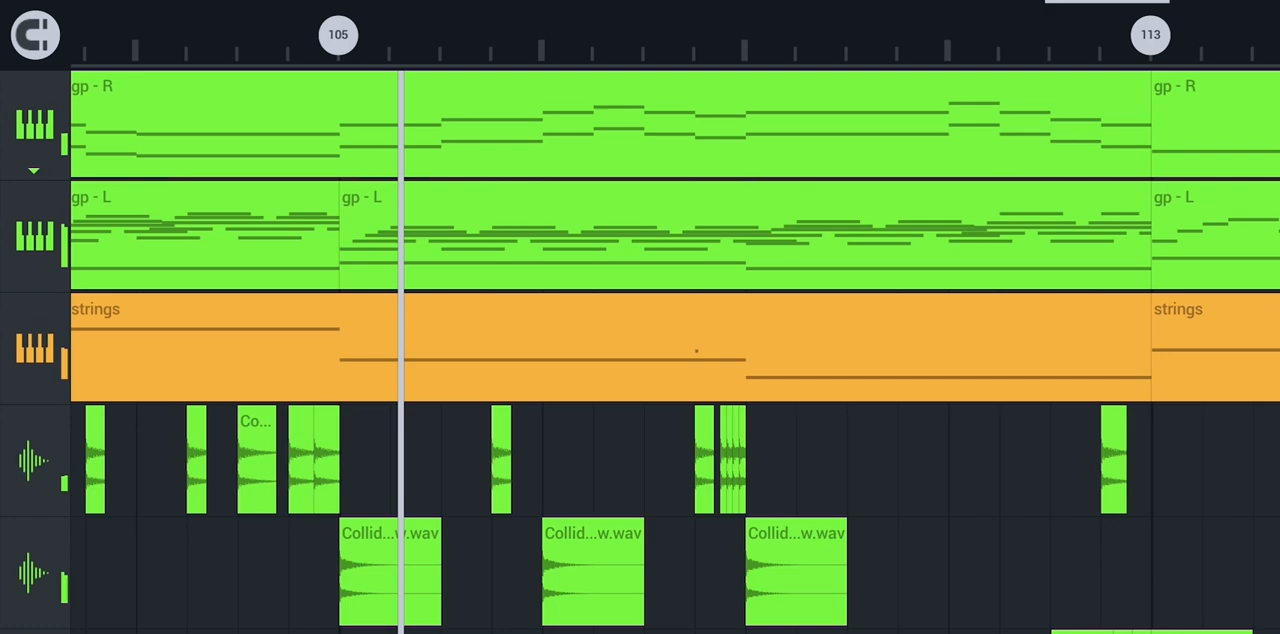 105
113
gp - R
gp - R
gp - L
gp - L
gp - L
strings
strings
Co...
Collid...w.wav
Collid...w.wav
Collid...w.wav